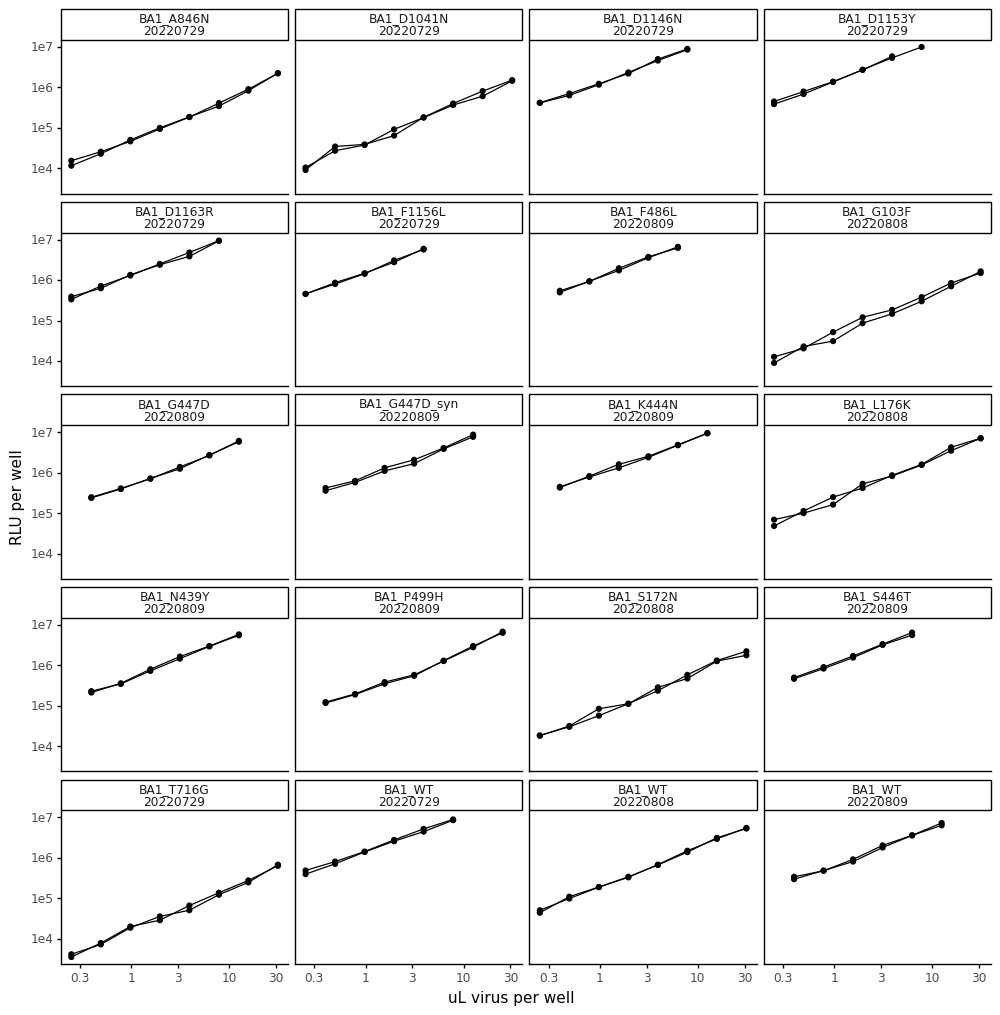 BA1_A846N
20220729
BA1_D1041N
20220729
BA1_D1146N
20220729
BA1_D1153Y
20220729
1e7
1e6
1e5
1e4
BA1_D1163R
20220729
BA1_F1156L
20220729
BA1_F486L
20220809
BA1_G103F
20220808
1e7
1e6
1e5
1e4
BA1_G447D
20220809
BA1_G447D_syn
20220809
BA1_K444N
20220809
BA1_L176K
20220808
1e7
1e6
1e5
1e4
RLU per well
BA1_N439Y
20220809
BA1_P499H
20220809
BA1_S172N
20220808
BA1_S446T
20220809
1e7
1e6
1e5
1e4
BA1_T716G
20220729
BA1_WT
20220729
BA1_WT
20220808
BA1_WT
20220809
1e7
1e6
1e5
1e4
0.3 1 3 10 30
0.3 1 3 10 30
0.3 1 3 10 30
0.3 1 3 10 30
uL virus per well